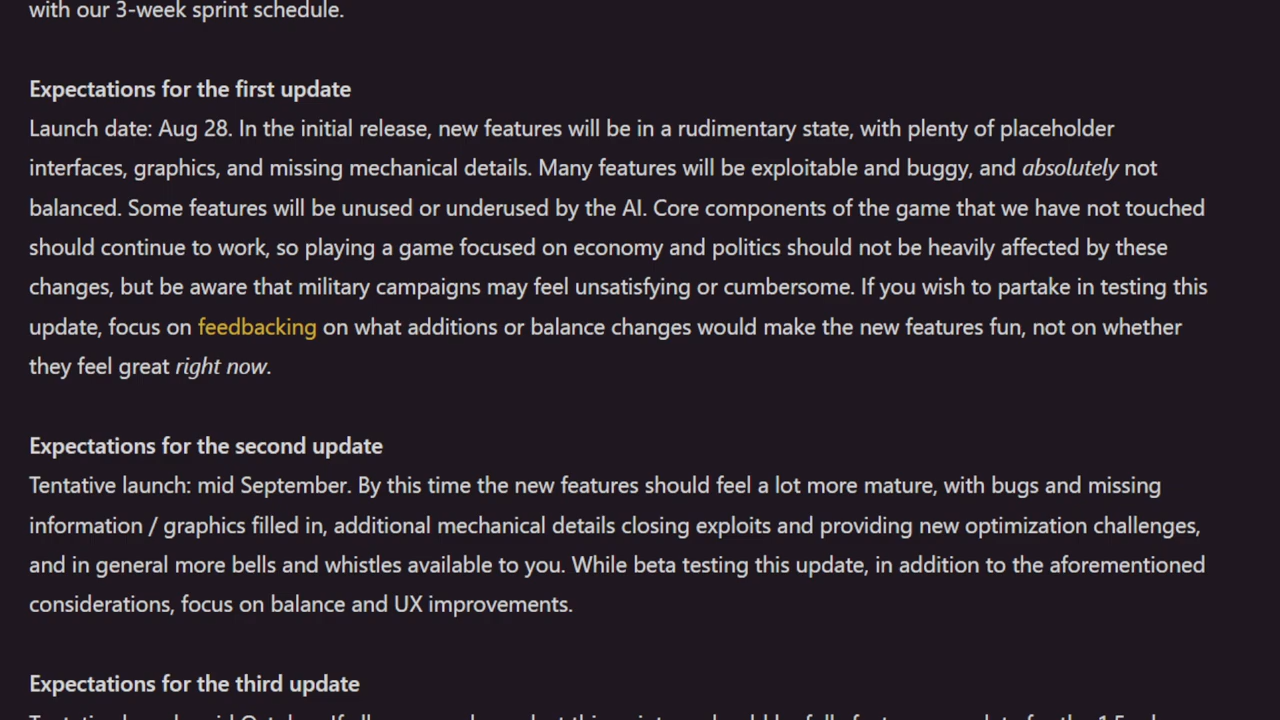 with our 3-week sprint schedule.
Expectations for the first update
Launch date: Aug 28. In the initial release, new features will be in a rudimentary state, with plenty of placeholder
interfaces, graphics, and missing mechanical details. Many features will be exploitable and buggy, and absolutely not
balanced. Some features will be unused or underused by the AI. Core components of the game that we have not touched
should continue to work, so playing a game focused on economy and politics should not be heavily affected by these
changes, but be aware that military campaigns may feel unsatisfying or cumbersome. If you wish to partake in testing this
update, focus on feedbacking on what additions or balance changes would make the new features fun, not on whether
they feel great right now.
Expectations for the second update
Tentative launch: mid September. By this time the new features should feel a lot more mature, with bugs and missing
information / graphics filled in, additional mechanical details closing exploits and providing new optimization challenges,
and in general more bells and whistles available to you. While beta testing this update, in addition to the aforementioned
considerations, focus on balance and UX improvements.
Expectations for the third update